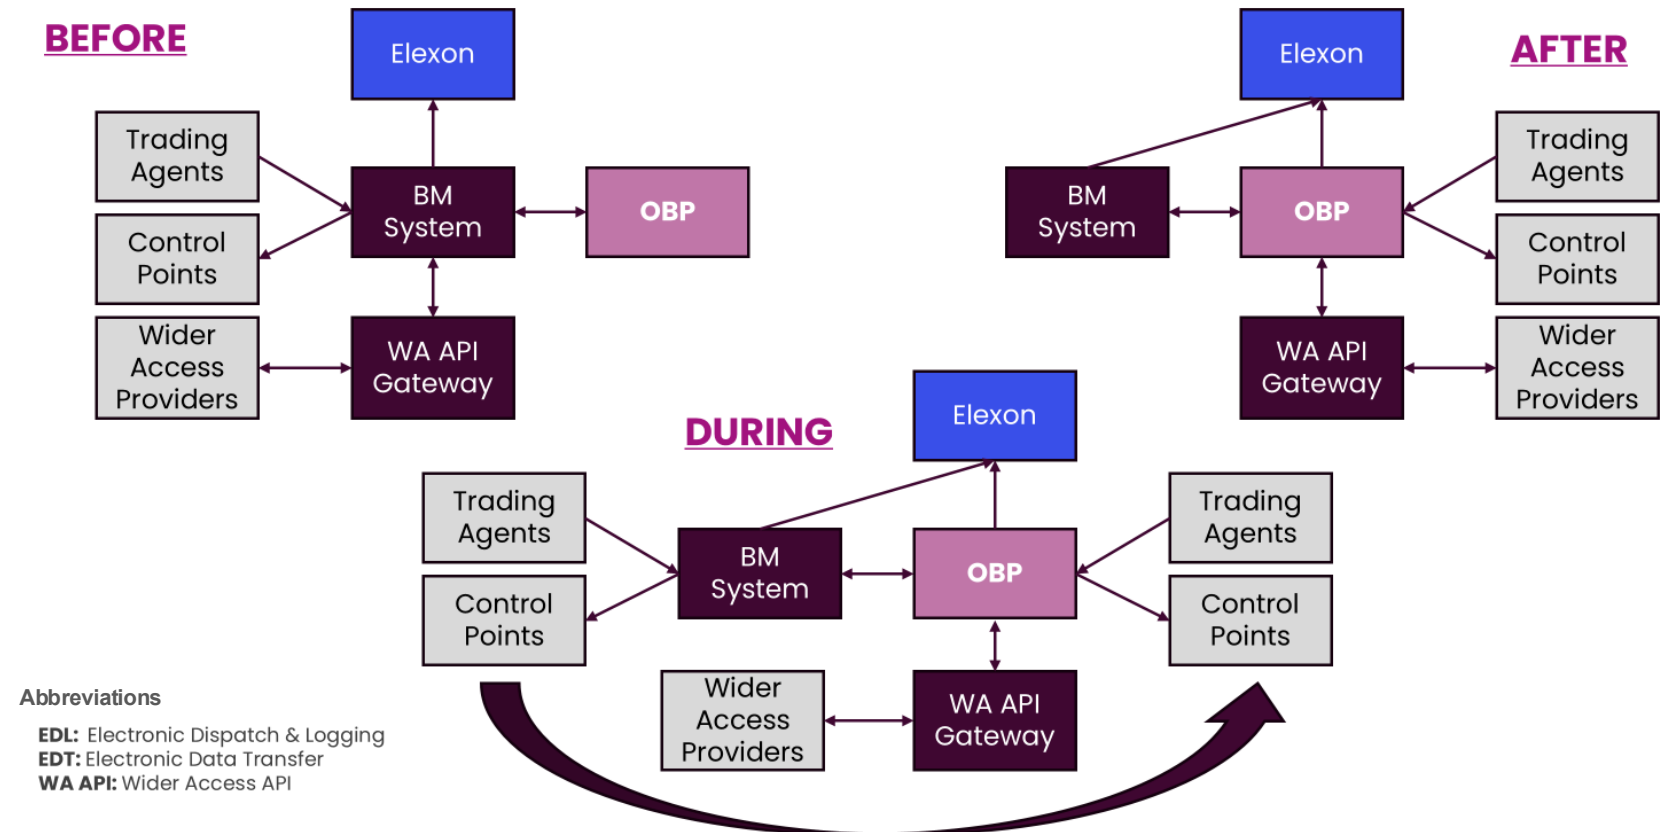 BEFORE
Elexon
Trading
Agents
BM
System
OBP
Control
Points
Wider
Access
Providers
WA API
Gateway
AFTER
Elexon
BM
System
OBP
Trading
Agents
Control
Points
WA API
Gateway
Wider
Access
Providers
DURING
Elexon
Trading
Agents
BM
System
OBP
Trading
Agents
Control
Points
Control
Points
Wider
Access
Providers
WA API
Gateway
Abbreviations
EDL: Electronic Dispatch & Logging
EDT: Electronic Data Transfer
WA API: Wider Access API